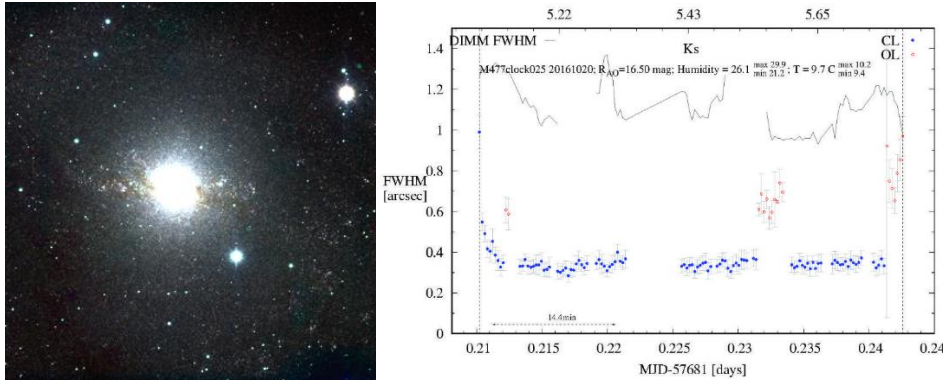 5.22 5.43 5.65
DIMM FWHM Ks CL
OL
M477clock025 20161020; R_AO=16.50 mag; Humidity = 26.1 max 29.9 min 21.2 ; T = 9.7 C max 10.2 min 9.4
1.4
1.2
1
0.8
FWHM
[arcsec]
0.6
0.4
0.2
0
14.4min
0.21 0.215 0.22 0.225 0.23 0.235 0.24 0.24
MJD-57681 [days]